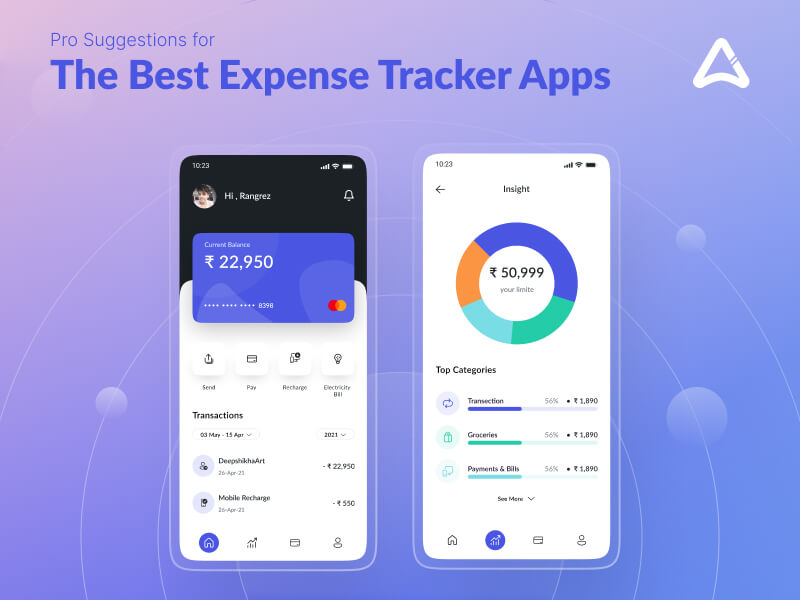 Pro Suggestions for
The Best Expense Tracker Apps
10:23
Hi , Rangrez
Current Balance
₹ 22,950
•••• •••• •••• •••• 8398
Send
Pay
Recharge
Electricity
Bill
Transactions
03 May - 15 Apr
2021
DeepshikhaArt
- ₹ 22,950
26-Apr-21
Mobile Recharge
- ₹ 550
26-Apr-21
10:23
Insight
₹ 50,999
your limite
Top Categories
Transection 56% • ₹ 1,890
Groceries 56% • ₹ 1,890
Payments & Bills 56% • ₹ 1,890
See More